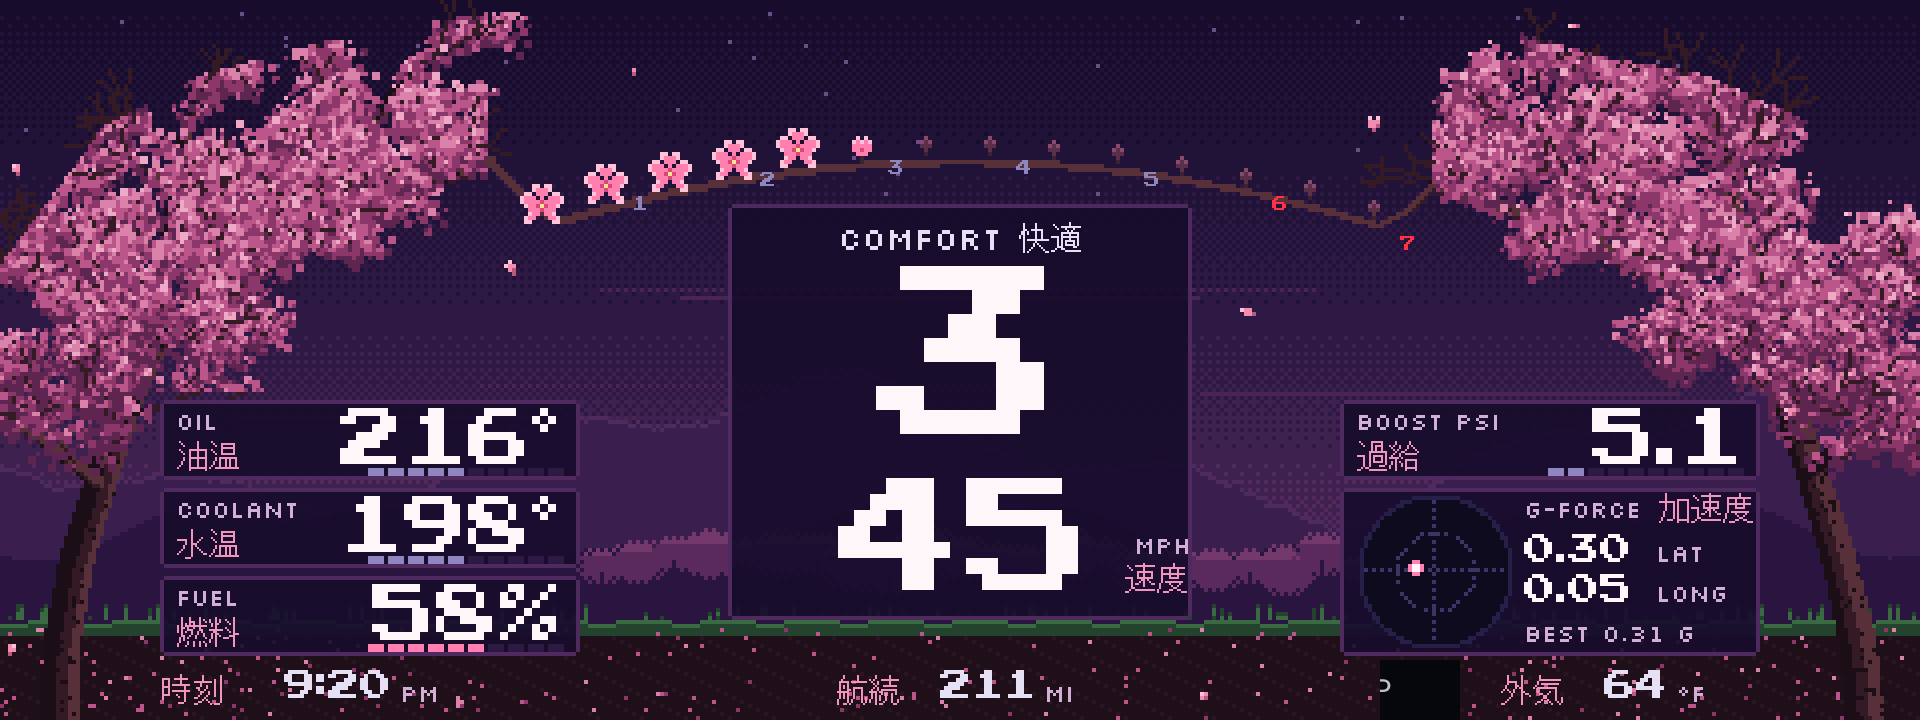 1 2 3 4 5 6 7
COMFORT 快適
3
45
MPH
速度
OIL
油温
216°
COOLANT
水温
198°
FUEL
燃料
58%
BOOST PSI
過給
5.1
G-FORCE 加速度
0.30 LAT
0.05 LONG
BEST 0.31 G
時刻 9:20 PM
航続 211 MI
外気 64 °F